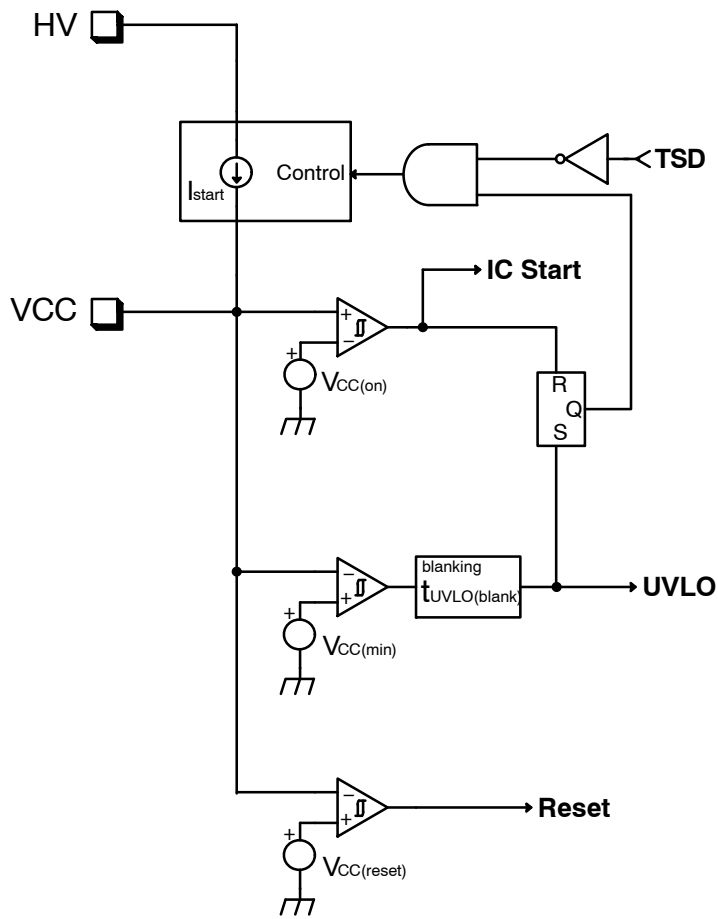 HV
TSD
Control
Istart
IC Start
VCC
+
−
+
VCC(on)
R
Q
S
blanking
tUVLO(blank)
−
+
+
UVLO
VCC(min)
−
+
+
Reset
VCC(reset)